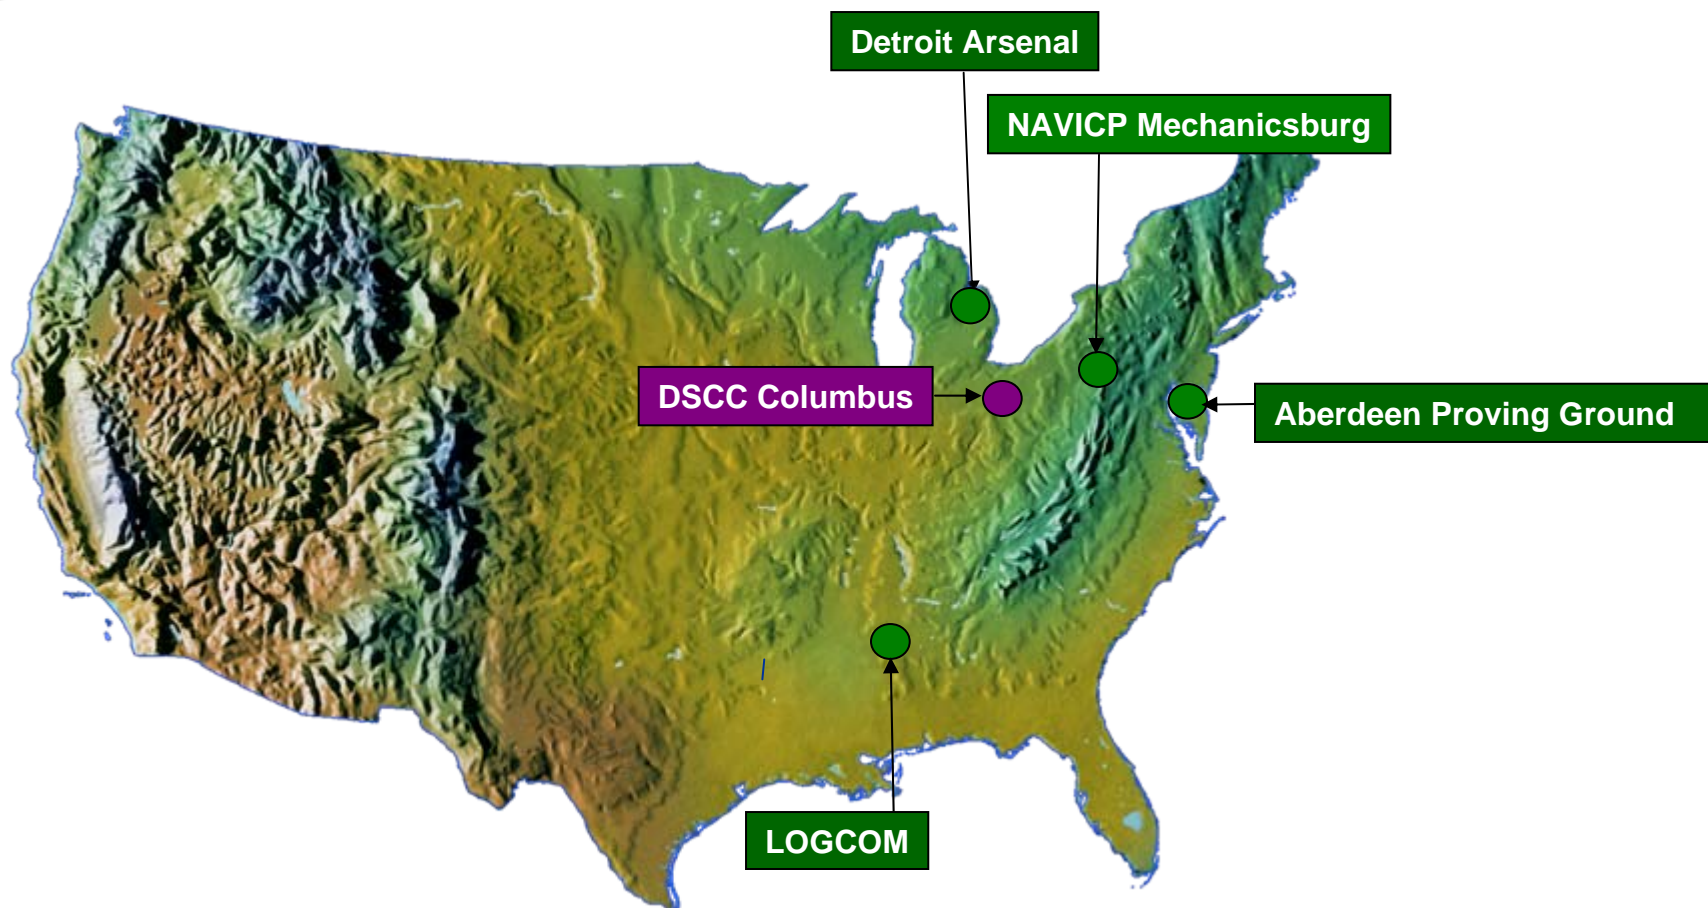 Detroit Arsenal
NAVICP Mechanicsburg
DSCC Columbus
Aberdeen Proving Ground
LOGCOM